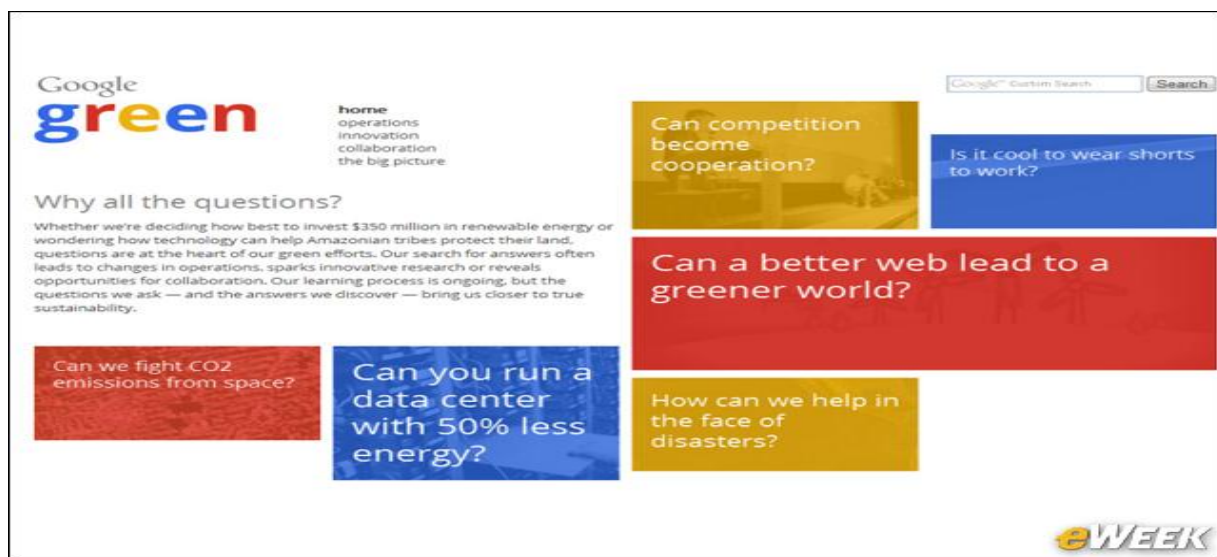 Google
green
home
operations
innovation
collaboration
the big picture
Google™ Custom Search
Search
Why all the questions?
Whether we're deciding how best to invest $350 million in renewable energy or
wondering how technology can help Amazonian tribes protect their land,
questions are at the heart of our green efforts. Our search for answers often
leads to changes in operations, sparks innovative research or reveals
opportunities for collaboration. Our learning process is ongoing, but the
questions we ask — and the answers we discover — bring us closer to true
sustainability.
Can we fight CO2
emissions from space?
Can you run a
data center
with 50% less
energy?
Can competition
become
cooperation?
Is it cool to wear shorts
to work?
Can a better web lead to a
greener world?
How can we help in
the face of
disasters?
eWEEK